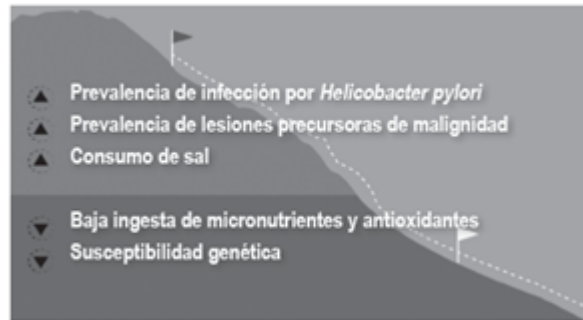 Prevalencia de infección por Helicobacter pylori
Prevalencia de lesiones precursoras de malignidad
Consumo de sal
Baja ingesta de micronutrientes y antioxidantes
Susceptibilidad genética